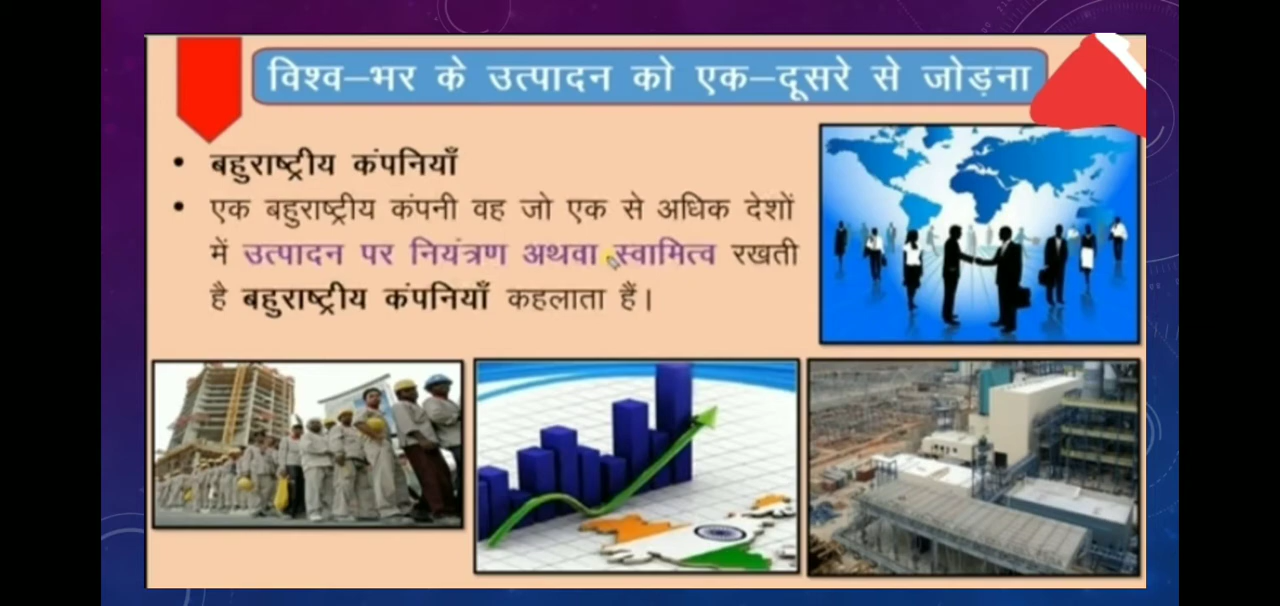 विश्व–भर के उत्पादन को एक–दूसरे से जोड़ना
• बहुराष्ट्रीय कंपनियाँ
• एक बहुराष्ट्रीय कंपनी वह जो एक से अधिक देशों
में उत्पादन पर नियंत्रण अथवा स्वामित्व रखती
है बहुराष्ट्रीय कंपनियाँ कहलाता हैं।